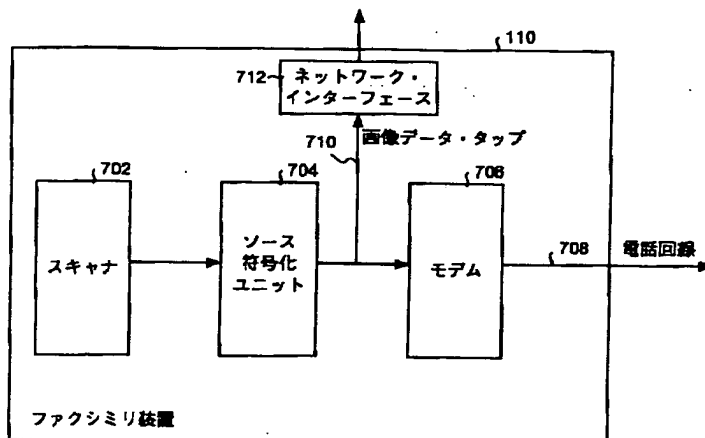 110
712
ネットワーク・
インターフェース
710
画像データ・タップ
702
704
706
スキャナ
ソース
符号化
ユニット
モデム
708
電話回線
ファクシミリ装置